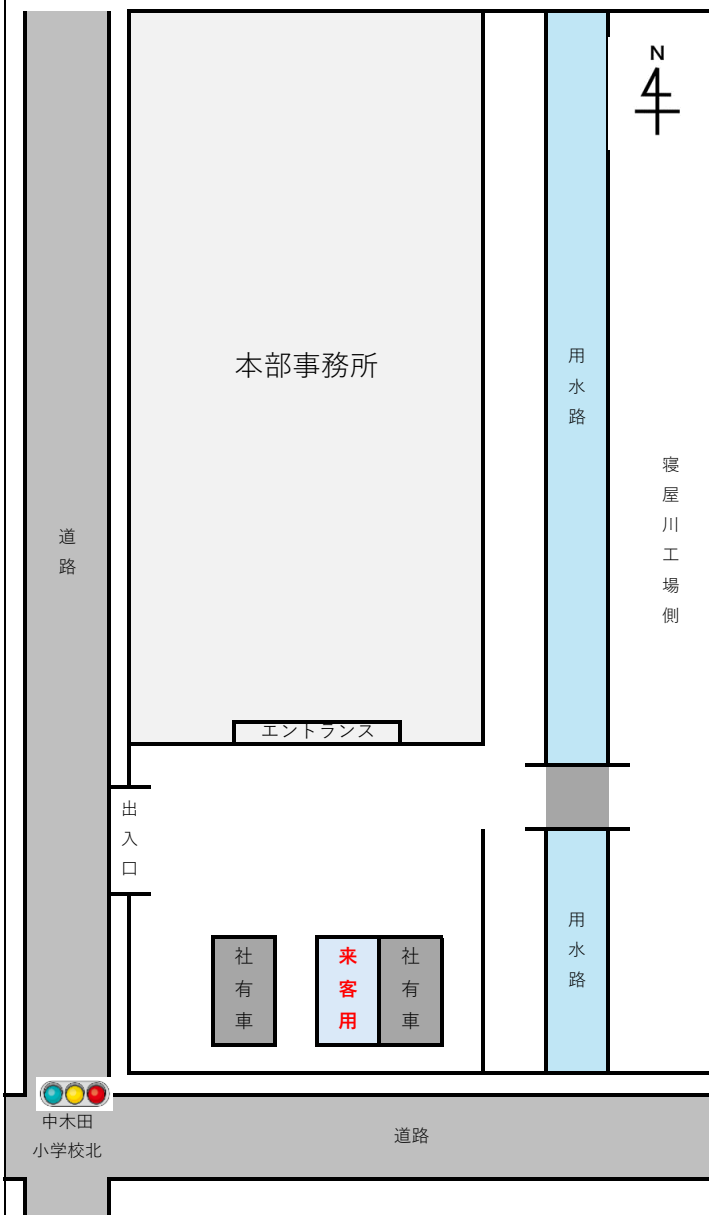 N
本部事務所
用水路
寝屋川工場側
道路
エントランス
出入口
用水路
社有車
来客用
社有車
中木田
小学校北
道路